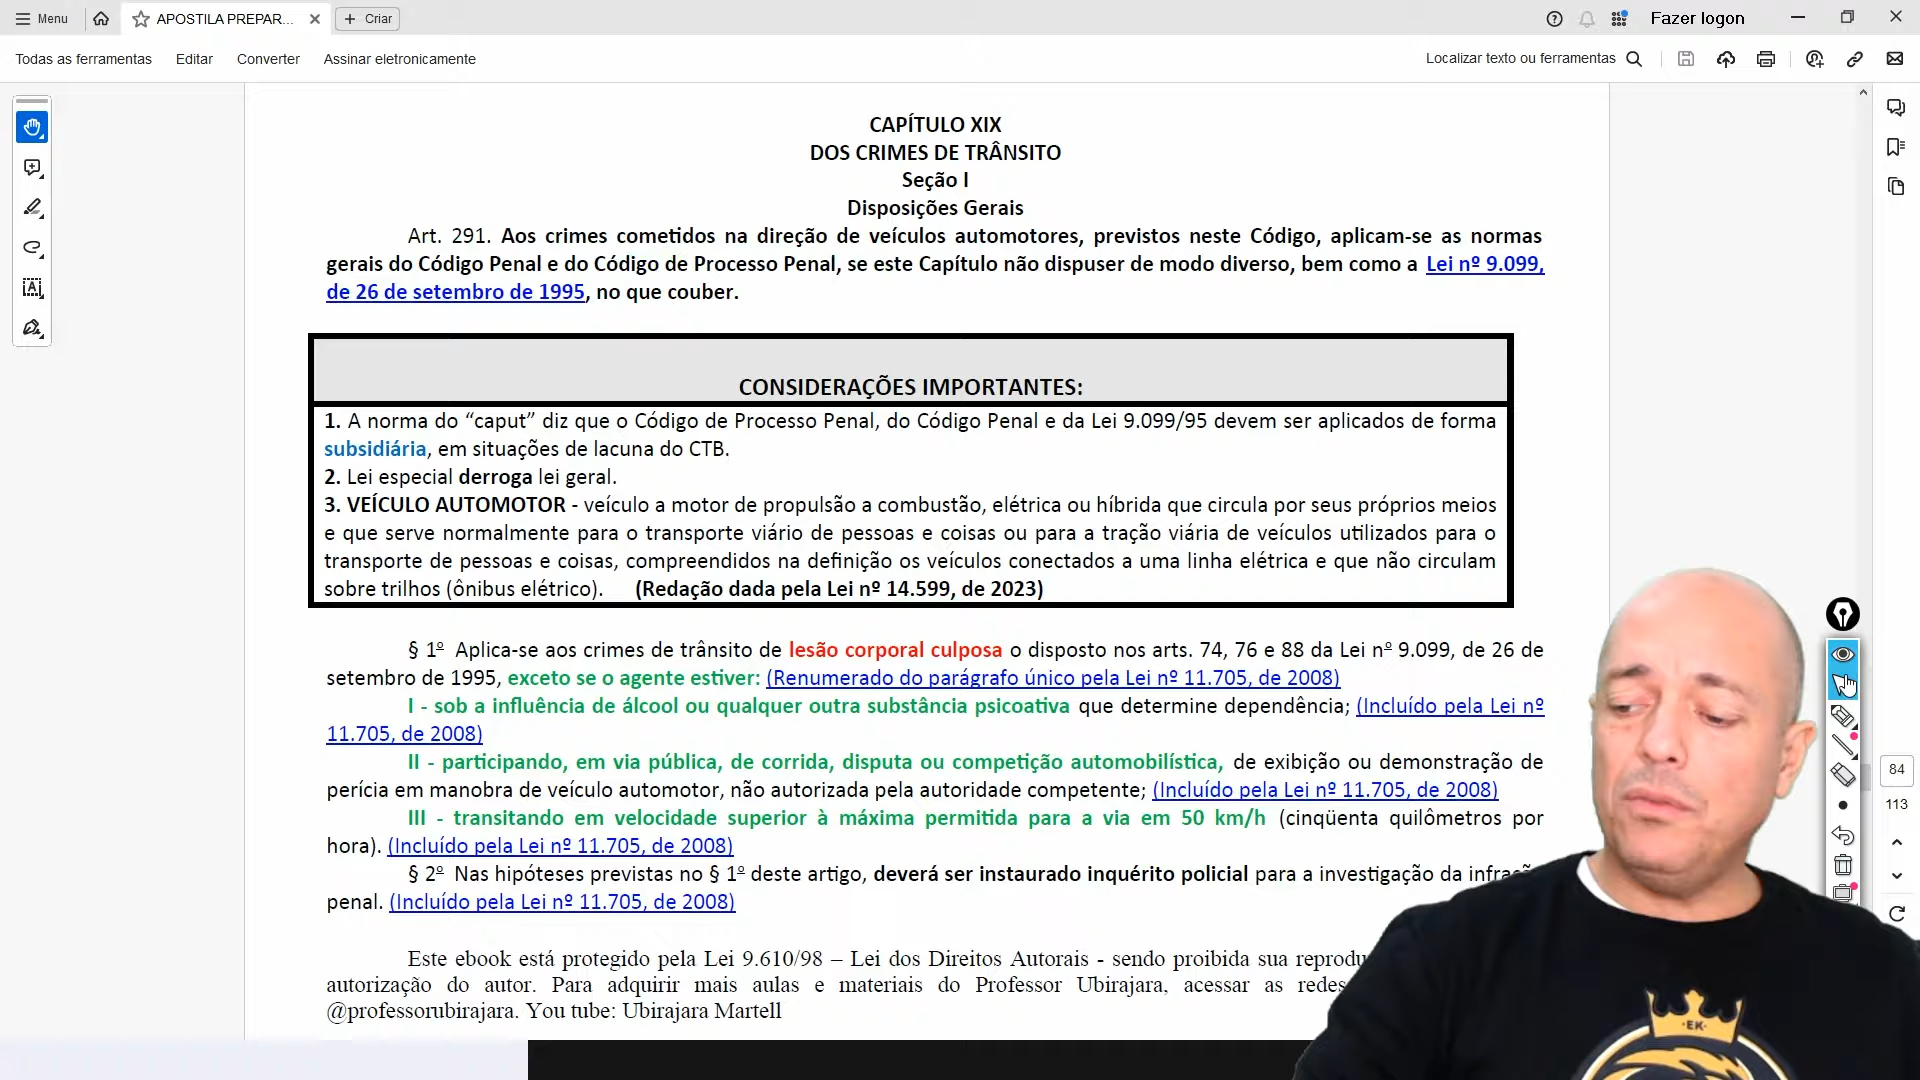 Menu
APOSTILA PREPAR...
Criar
Fazer logon
Todas as ferramentas
Editar
Converter
Assinar eletronicamente
Localizar texto ou ferramentas
CAPÍTULO XIX
DOS CRIMES DE TRÂNSITO
Seção I
Disposições Gerais
Art. 291. Aos crimes cometidos na direção de veículos automotores, previstos neste Código, aplicam-se as normas
gerais do Código Penal e do Código de Processo Penal, se este Capítulo não dispuser de modo diverso, bem como a Lei nº 9.099,
de 26 de setembro de 1995, no que couber.
CONSIDERAÇÕES IMPORTANTES:
1. A norma do “caput” diz que o Código de Processo Penal, do Código Penal e da Lei 9.099/95 devem ser aplicados de forma
subsidiária, em situações de lacuna do CTB.
2. Lei especial derroga lei geral.
3. VEÍCULO AUTOMOTOR - veículo a motor de propulsão a combustão, elétrica ou híbrida que circula por seus próprios meios
e que serve normalmente para o transporte viário de pessoas e coisas ou para a tração viária de veículos utilizados para o
transporte de pessoas e coisas, compreendidos na definição os veículos conectados a uma linha elétrica e que não circulam
sobre trilhos (ônibus elétrico). (Redação dada pela Lei nº 14.599, de 2023)
§ 1º Aplica-se aos crimes de trânsito de lesão corporal culposa o disposto nos arts. 74, 76 e 88 da Lei nº 9.099, de 26 de
setembro de 1995, exceto se o agente estiver: (Renumerado do parágrafo único pela Lei nº 11.705, de 2008)
I - sob a influência de álcool ou qualquer outra substância psicoativa que determine dependência; (Incluído pela Lei nº
11.705, de 2008)
II - participando, em via pública, de corrida, disputa ou competição automobilística, de exibição ou demonstração de
perícia em manobra de veículo automotor, não autorizada pela autoridade competente; (Incluído pela Lei nº 11.705, de 2008)
III - transitando em velocidade superior à máxima permitida para a via em 50 km/h (cinqüenta quilômetros por
hora). (Incluído pela Lei nº 11.705, de 2008)
§ 2º Nas hipóteses previstas no § 1º deste artigo, deverá ser instaurado inquérito policial para a investigação da infração
penal. (Incluído pela Lei nº 11.705, de 2008)
84
113
Este ebook está protegido pela Lei 9.610/98 – Lei dos Direitos Autorais - sendo proibida sua reprodu
autorização do autor. Para adquirir mais aulas e materiais do Professor Ubirajara, acessar as redes
@professorubirajara. You tube: Ubirajara Martell
EK